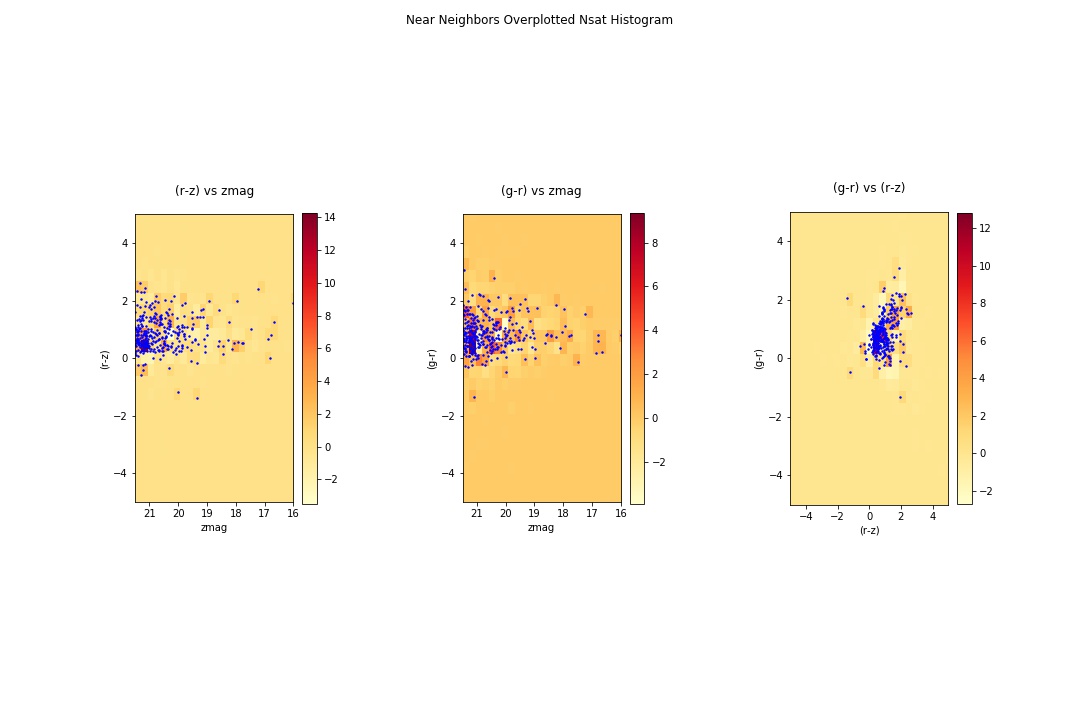 Near Neighbors Overplotted Nsat Histogram
(r-z) vs zmag
(r-z)
4
2
0
−2
−4
21 20 19 18 17 16
zmag
14
12
10
8
6
4
2
0
−2
(g-r) vs zmag
(g-r)
4
2
0
−2
−4
21 20 19 18 17 16
zmag
8
6
4
2
0
−2
(g-r) vs (r-z)
(g-r)
4
2
0
−2
−4
−4 −2 0 2 4
(r-z)
12
10
8
6
4
2
0
−2